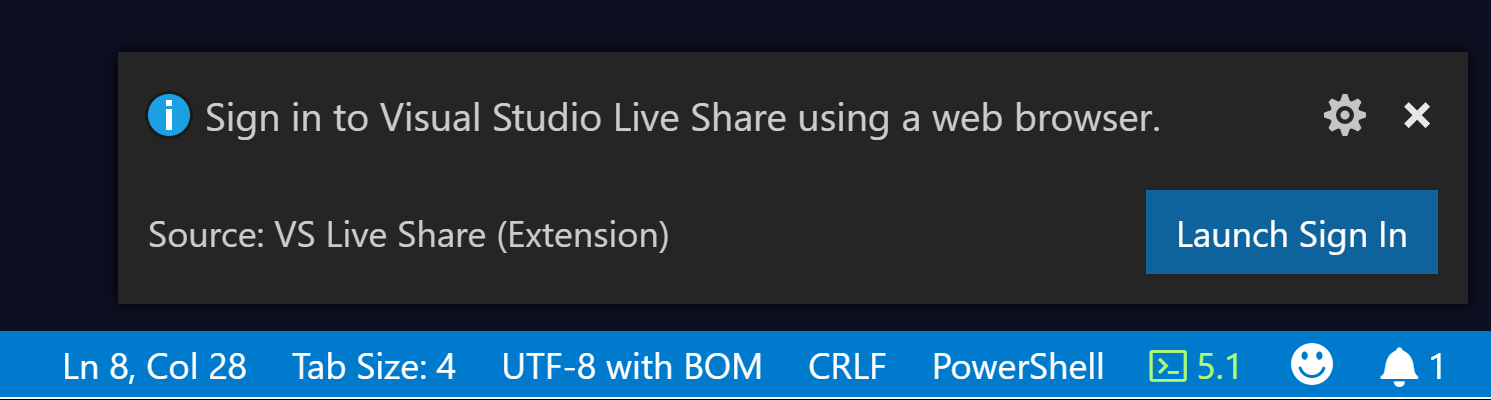 Sign in to Visual Studio Live Share using a web browser.
Source: VS Live Share (Extension)
Launch Sign In
Ln 8, Col 28 Tab Size: 4 UTF-8 with BOM CRLF PowerShell 5.1 1